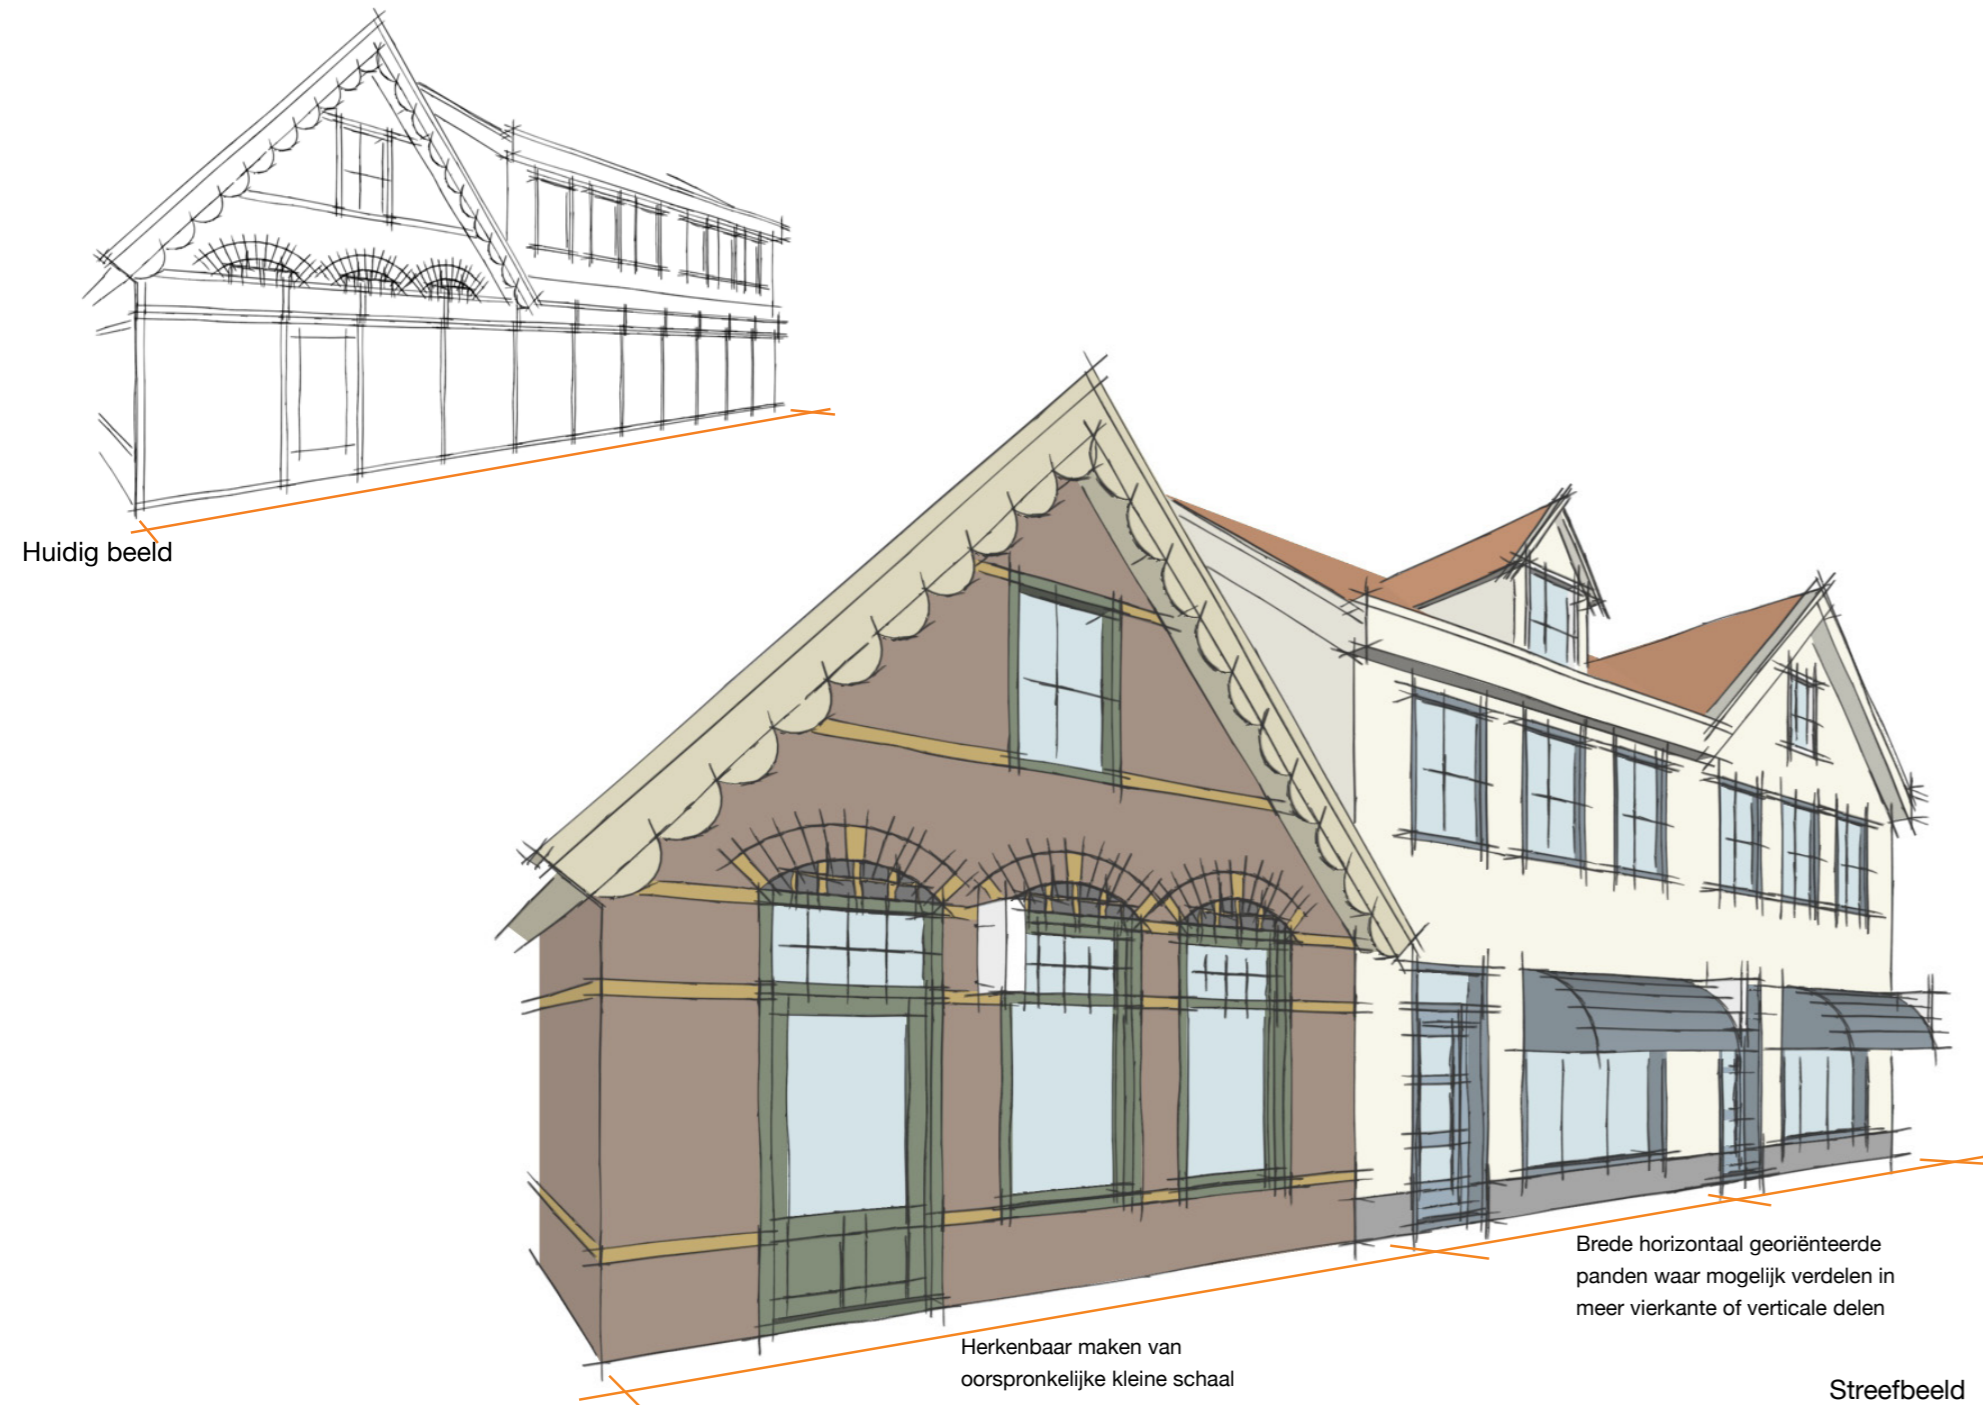 Huidig beeld
Brede horizontaal georiënteerde
panden waar mogelijk verdelen in
meer vierkante of verticale delen
Herkenbaar maken van
oorspronkelijke kleine schaal
Streefbeeld